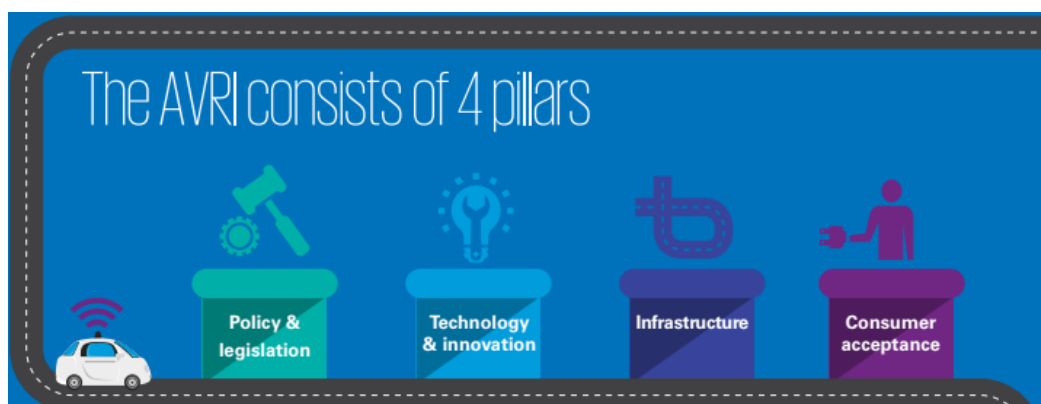 The AVRI consists of 4 pillars
Policy &
legislation
Technology
& innovation
Infrastructure
Consumer
acceptance